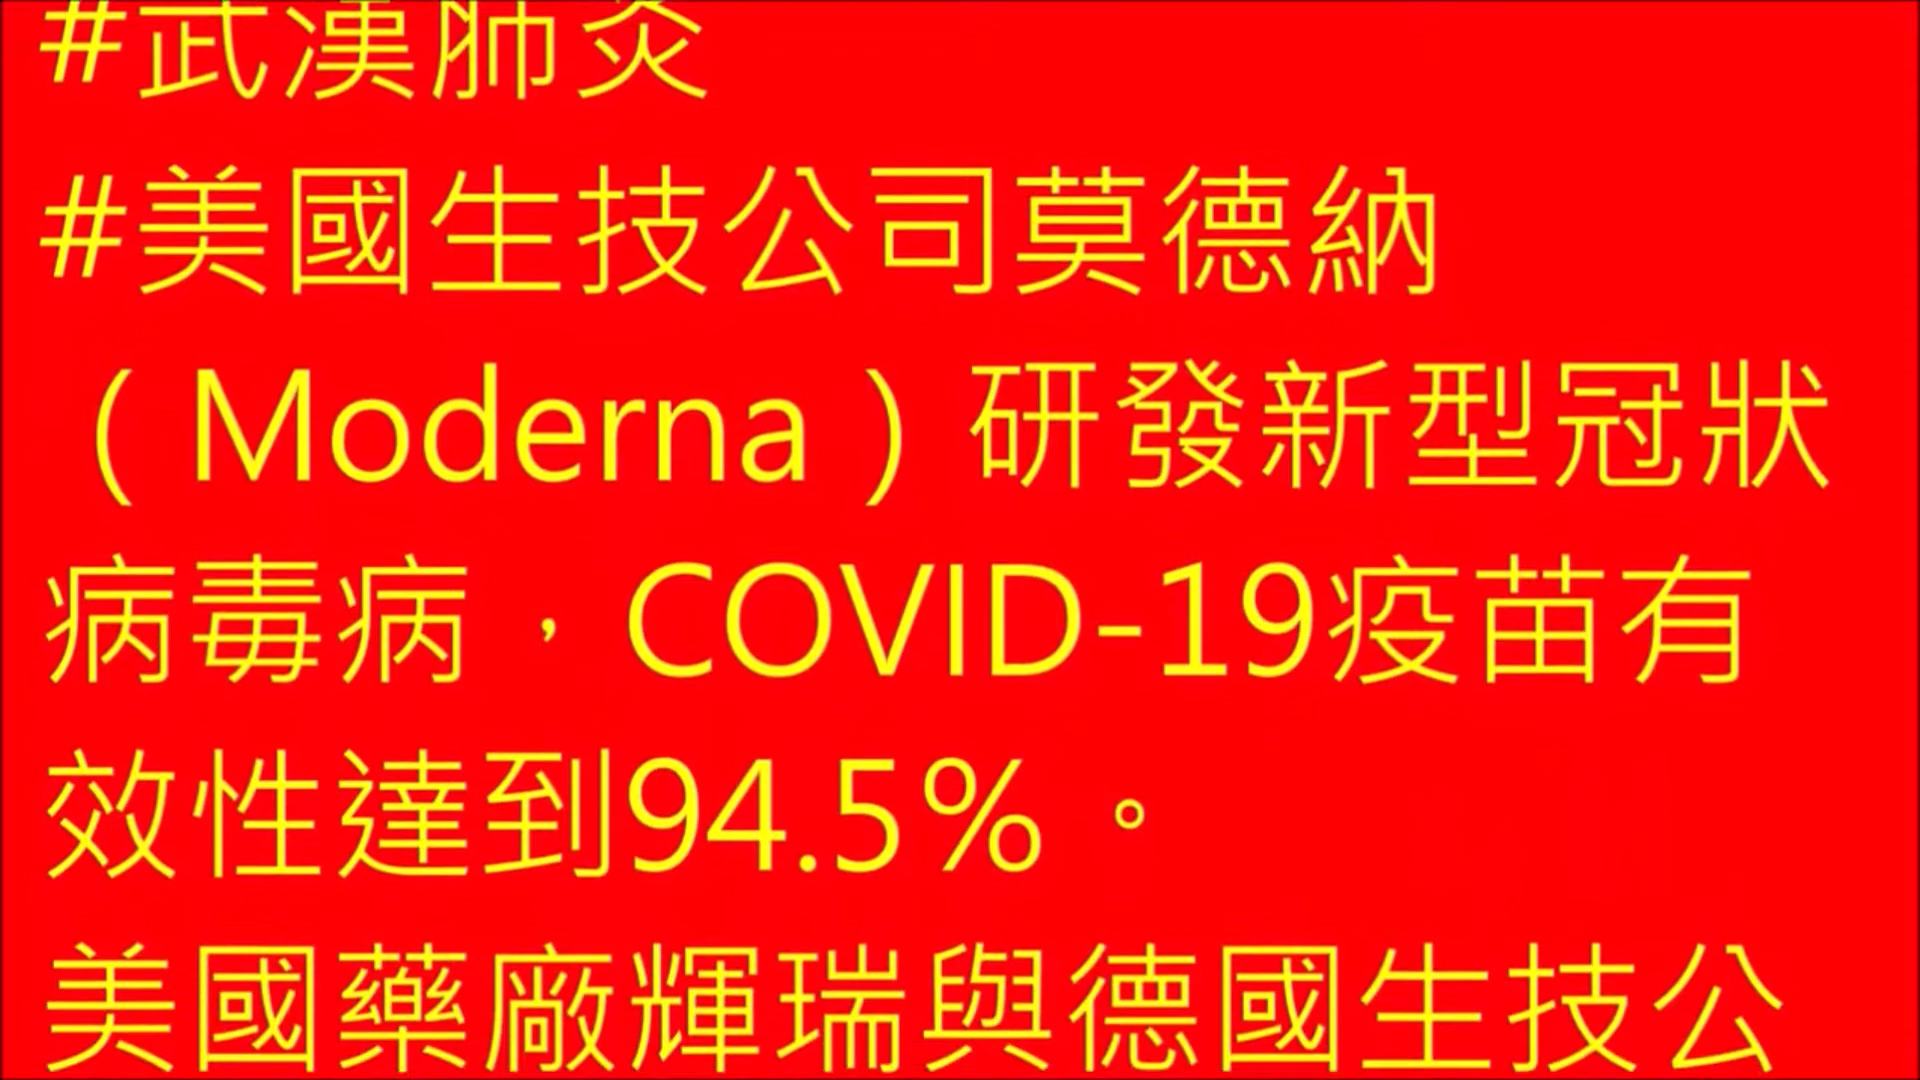 #武漢肺炎
#美國生技公司莫德納
（Moderna）研發新型冠狀
病毒病，COVID-19疫苗有
效性達到94.5%。
美國藥廠輝瑞與德國生技公